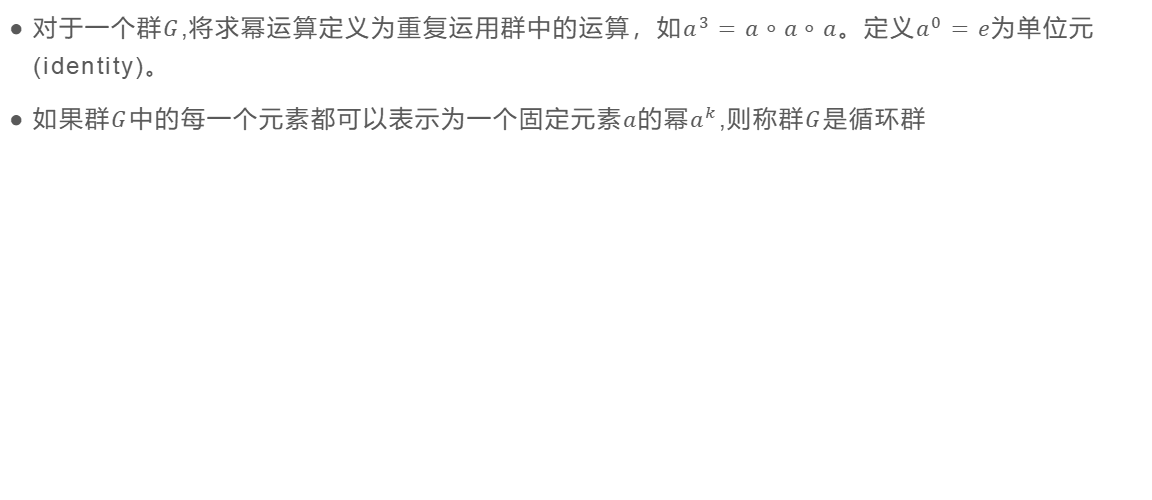 ● 对于一个群G,将求幂运算定义为重复运用群中的运算，如a³ = a ∘ a ∘ a。定义a⁰ = e为单位元
(identity)。
● 如果群G中的每一个元素都可以表示为一个固定元素a的幂aᵏ,则称群G是循环群